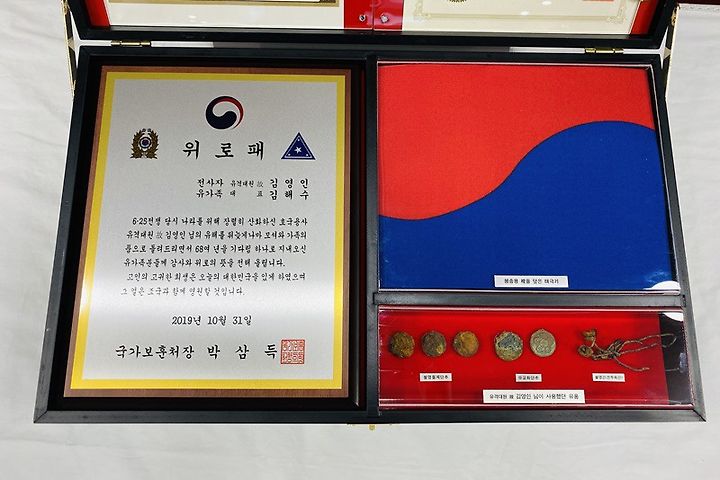 위로패
전사자 유격대원 故 김영인
유가족 대표 김해수
6·25전쟁 당시 나라를 위해 장렬히 산화하신 호국용사
유격대원 故 김영인 님의 유해를 뒤늦게나마 모셔와 가족의
품으로 돌려드리면서 68여 년을 기다림 하나로 지내오신
유가족분들께 감사와 위로의 뜻을 전해 올립니다.
고인의 고귀한 희생은 오늘의 대한민국을 있게 하였으며
그 얼은 조국과 함께 영원할 것입니다.
2019년 10월 31일
국가보훈처장 박삼득
태극기
유격대원 故 김영인 님이 사용했던 유품